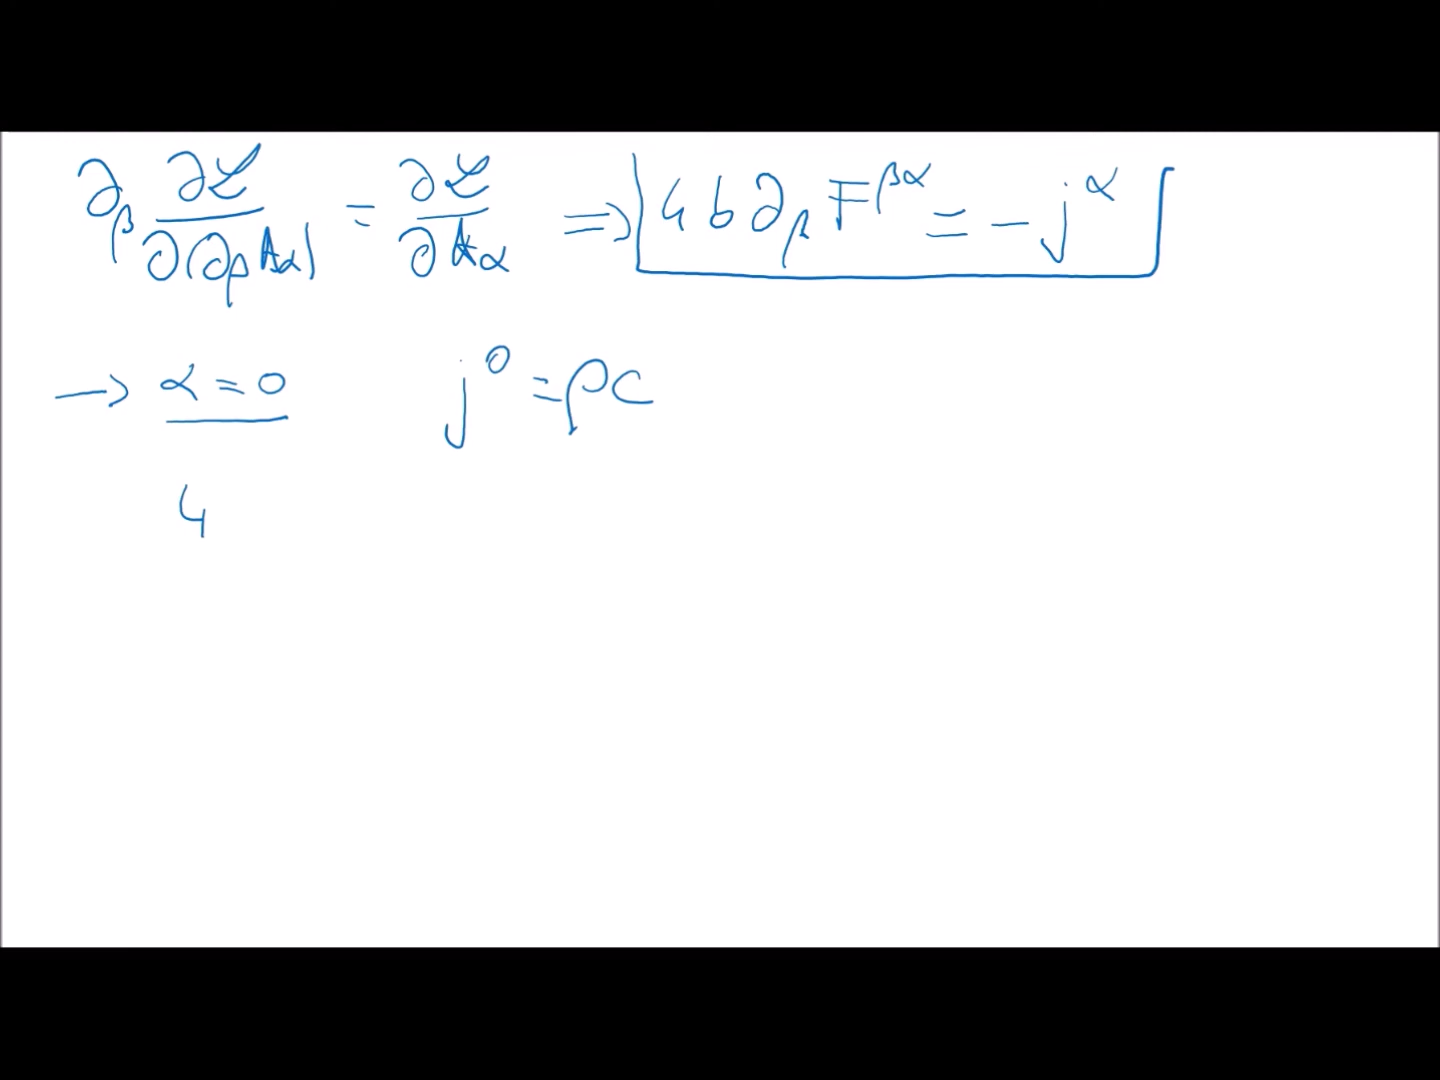 ∂_β ∂ℒ/∂(∂_β A_α) = ∂ℒ/∂A_α ⇒ 4b∂_β F^{βα} = -j^α
→ α = 0 j^0 = ρc
4